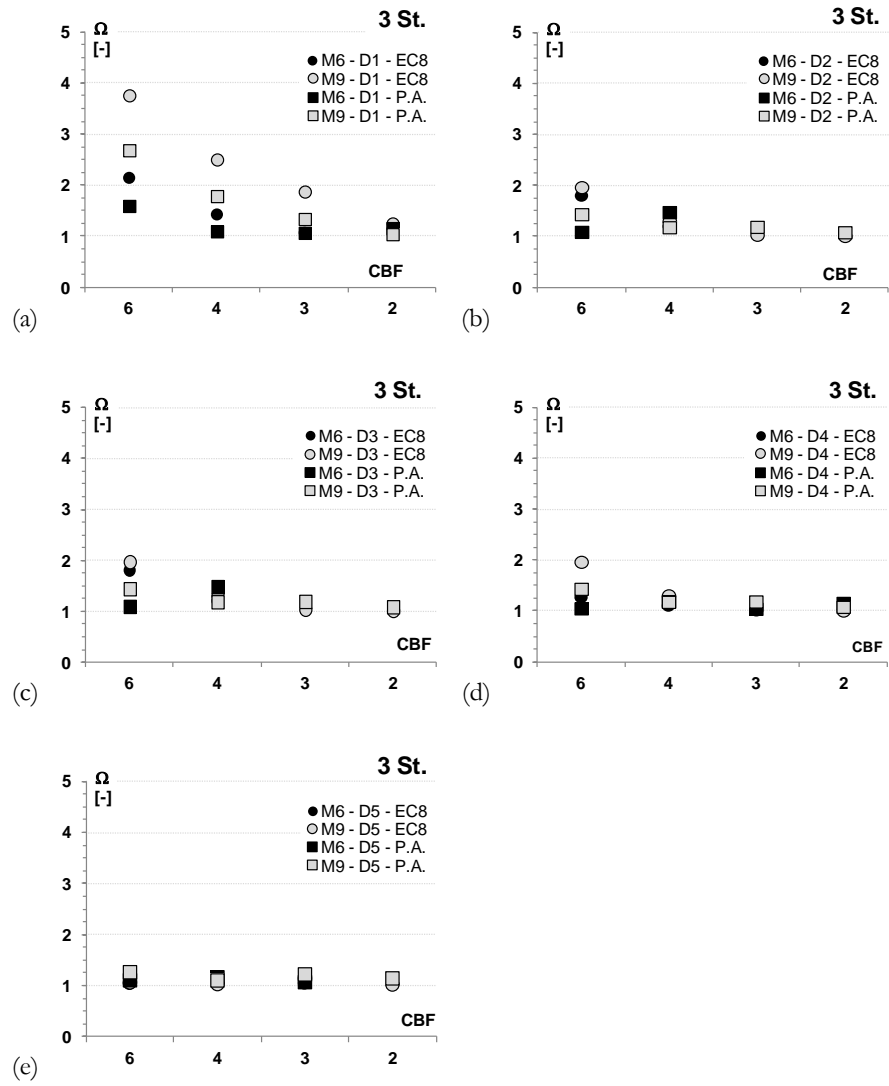 3 St.
Ω
[-]
5
4
3
2
1
0
M6 - D1 - EC8
M9 - D1 - EC8
M6 - D1 - P.A.
M9 - D1 - P.A.
CBF
6 4 3 2
(a)
3 St.
Ω
[-]
5
4
3
2
1
0
M6 - D2 - EC8
M9 - D2 - EC8
M6 - D2 - P.A.
M9 - D2 - P.A.
CBF
6 4 3 2
(b)
3 St.
Ω
[-]
5
4
3
2
1
0
M6 - D3 - EC8
M9 - D3 - EC8
M6 - D3 - P.A.
M9 - D3 - P.A.
CBF
6 4 3 2
(c)
3 St.
Ω
[-]
5
4
3
2
1
0
M6 - D4 - EC8
M9 - D4 - EC8
M6 - D4 - P.A.
M9 - D4 - P.A.
CBF
6 4 3 2
(d)
3 St.
Ω
[-]
5
4
3
2
1
0
M6 - D5 - EC8
M9 - D5 - EC8
M6 - D5 - P.A.
M9 - D5 - P.A.
CBF
6 4 3 2
(e)